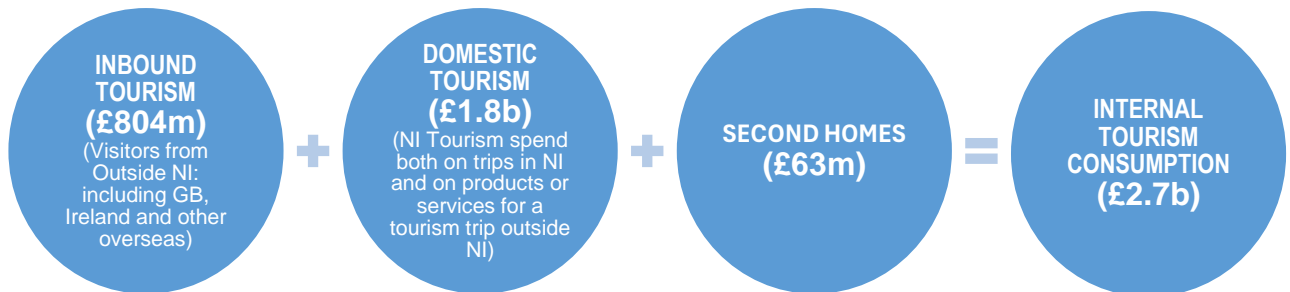 INBOUND
TOURISM
(£804m)
(Visitors from
Outside NI:
including GB,
Ireland and other
overseas)
+
DOMESTIC
TOURISM
(£1.8b)
(NI Tourism spend
both on trips in NI
and on products or
services for a
tourism trip outside
NI)
+
SECOND HOMES
(£63m)
=
INTERNAL
TOURISM
CONSUMPTION
(£2.7b)